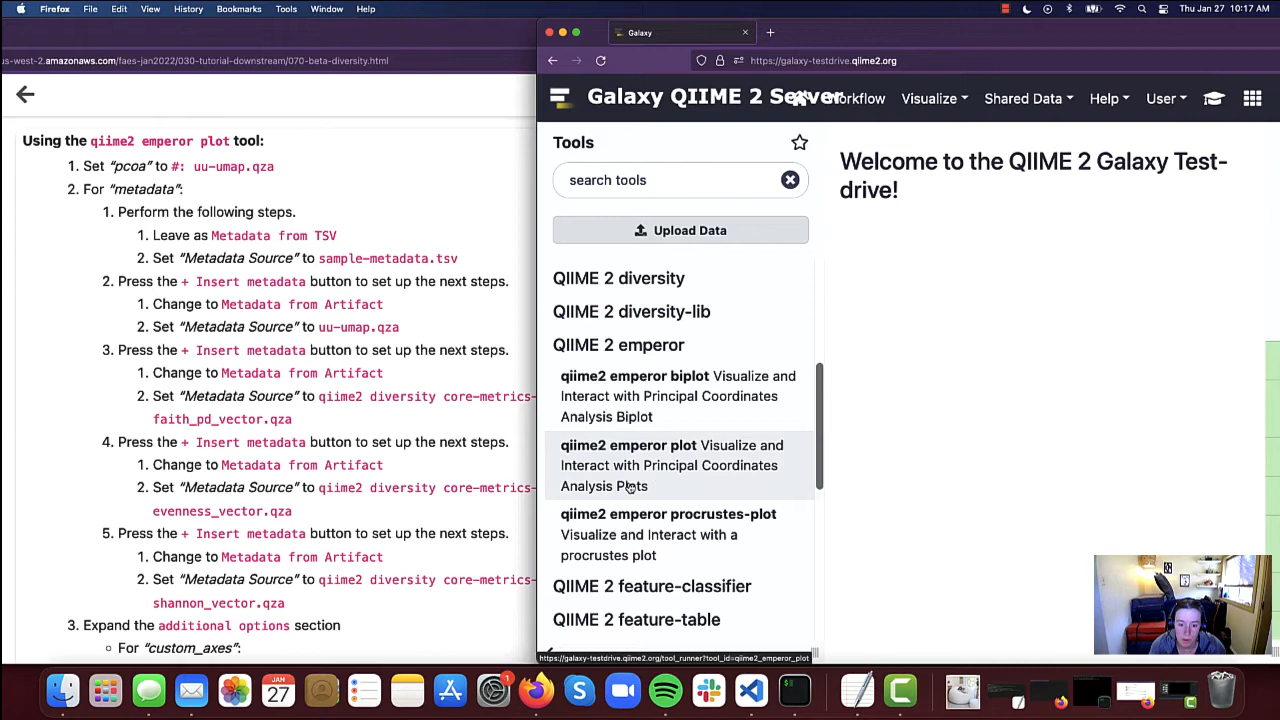 Firefox File Edit View History Bookmarks Tools Window Help
Thu Jan 27 10:17 AM
us-west-2.amazonaws.com/faes-jan2022/030-tutorial-downstream/070-beta-diversity.html
Using the qiime2 emperor plot tool:
1. Set “pcoa” to #: uu-umap.qza
2. For “metadata”:
1. Perform the following steps.
1. Leave as Metadata from TSV
2. Set “Metadata Source” to sample-metadata.tsv
2. Press the + Insert metadata button to set up the next steps.
1. Change to Metadata from Artifact
2. Set “Metadata Source” to uu-umap.qza
3. Press the + Insert metadata button to set up the next steps.
1. Change to Metadata from Artifact
2. Set “Metadata Source” to qiime2 diversity core-metrics-
faith_pd_vector.qza
4. Press the + Insert metadata button to set up the next steps.
1. Change to Metadata from Artifact
2. Set “Metadata Source” to qiime2 diversity core-metrics-
evenness_vector.qza
5. Press the + Insert metadata button to set up the next steps.
1. Change to Metadata from Artifact
2. Set “Metadata Source” to qiime2 diversity core-metrics-
shannon_vector.qza
3. Expand the additional options section
For “custom_axes”:
Galaxy
https://galaxy-testdrive.qiime2.org
Galaxy QIIME 2 Server
orkflow Visualize Shared Data Help User
Tools
search tools
Upload Data
QIIME 2 diversity
QIIME 2 diversity-lib
QIIME 2 emperor
qiime2 emperor biplot Visualize and
Interact with Principal Coordinates
Analysis Biplot
qiime2 emperor plot Visualize and
Interact with Principal Coordinates
Analysis Plots
qiime2 emperor procrustes-plot
Visualize and Interact with a
procrustes plot
QIIME 2 feature-classifier
QIIME 2 feature-table
https://galaxy-testdrive.qiime2.org/tool_runner?tool_id=qiime2_emperor_plot
Welcome to the QIIME 2 Galaxy Test-
drive!
JAN
27
1